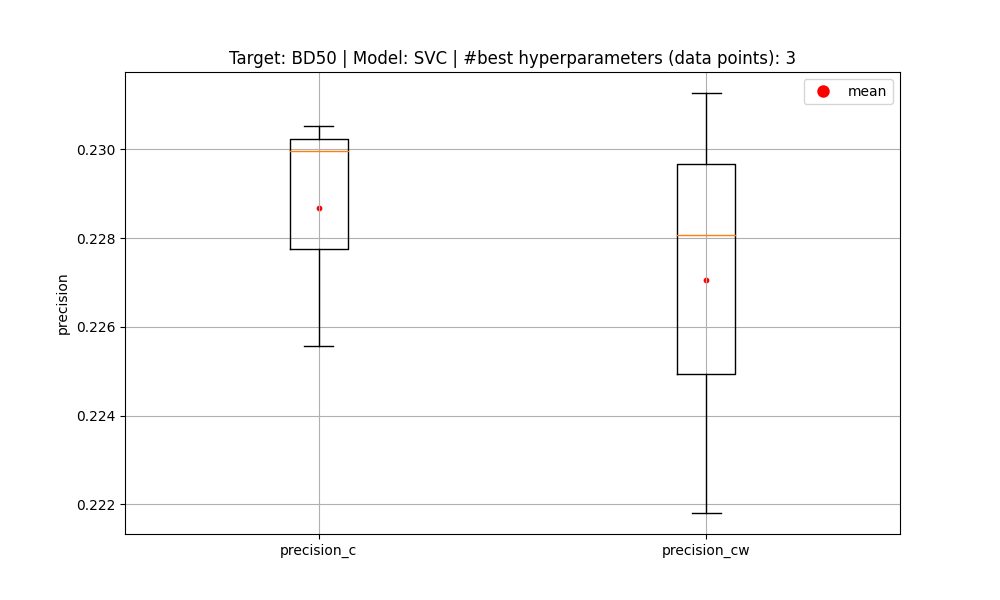 Target: BD50 | Model: SVC | #best hyperparameters (data points): 3
mean
0.230
0.228
0.226
0.224
0.222
precision
precision_c
precision_cw